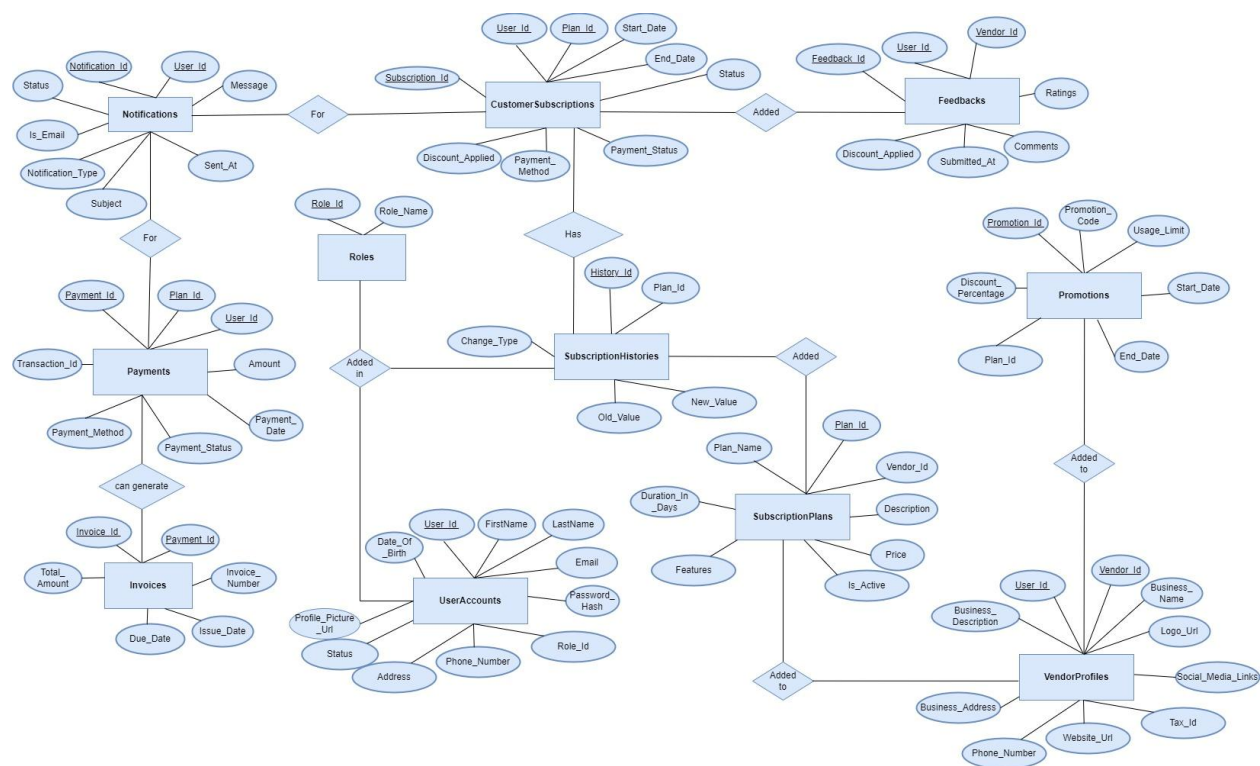 User_Id
Plan_Id
Start_Date
End_Date
Status
Subscription_Id
CustomerSubscriptions
Discount_Applied
Payment_
Method
Payment_Status
Notification_Id
User_Id
Status
Message
Notifications
Is_Email
Notification_Type
Subject
Sent_At
For
Added
Feedback_Id
User_Id
Vendor_Id
Feedbacks
Ratings
Discount_Applied
Submitted_At
Comments
For
Role_Id
Role_Name
Roles
Has
Promotion_Id
Promotion_
Code
Usage_Limit
Discount_
Percentage
Promotions
Start_Date
Plan_Id
End_Date
Payment_Id
Plan_Id
User_Id
Transaction_Id
Payments
Amount
Payment_Method
Payment_Status
Payment_
Date
Added
in
History_Id
Plan_Id
Change_Type
SubscriptionHistories
Old_Value
New_Value
Added
can generate
Plan_Name
Plan_Id
Vendor_Id
Duration_In
_Days
SubscriptionPlans
Description
Features
Is_Active
Price
Added
to
Invoice_Id
Payment_Id
Total_
Amount
Invoices
Invoice_
Number
Due_Date
Issue_Date
Date_Of
_Birth
User_Id
FirstName
LastName
Email
UserAccounts
Password_
Hash
Profile_Picture
_Url
Status
Address
Phone_Number
Role_Id
Added
to
User_Id
Vendor_Id
Business_
Name
Business_
Description
Logo_Url
VendorProfiles
Social_Media_Links
Business_Address
Phone_Number
Website_Url
Tax_Id